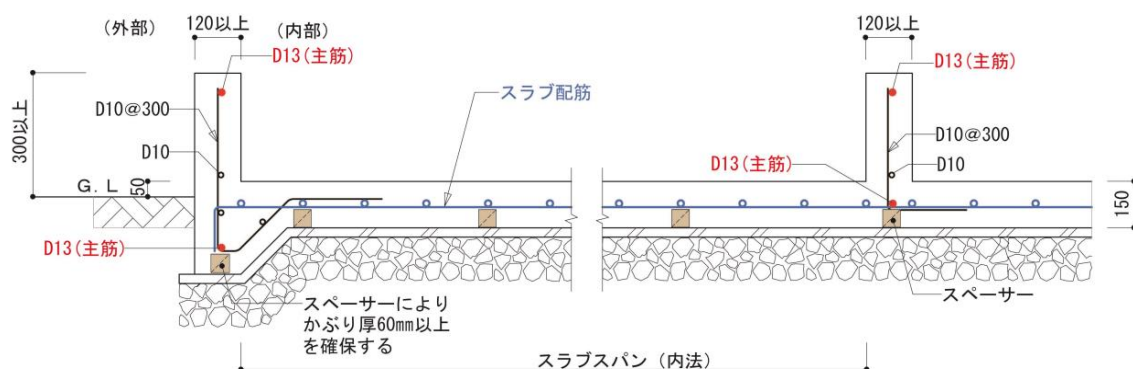 （外部）
120以上
（内部）
D13（主筋）
300以上
D10@300
D10
50
G.L
D13（主筋）
スペーサーにより
かぶり厚60㎜以上
を確保する
スラブ配筋
スラブスパン（内法）
120以上
D13（主筋）
D10@300
D13（主筋）
D10
150
スペーサー